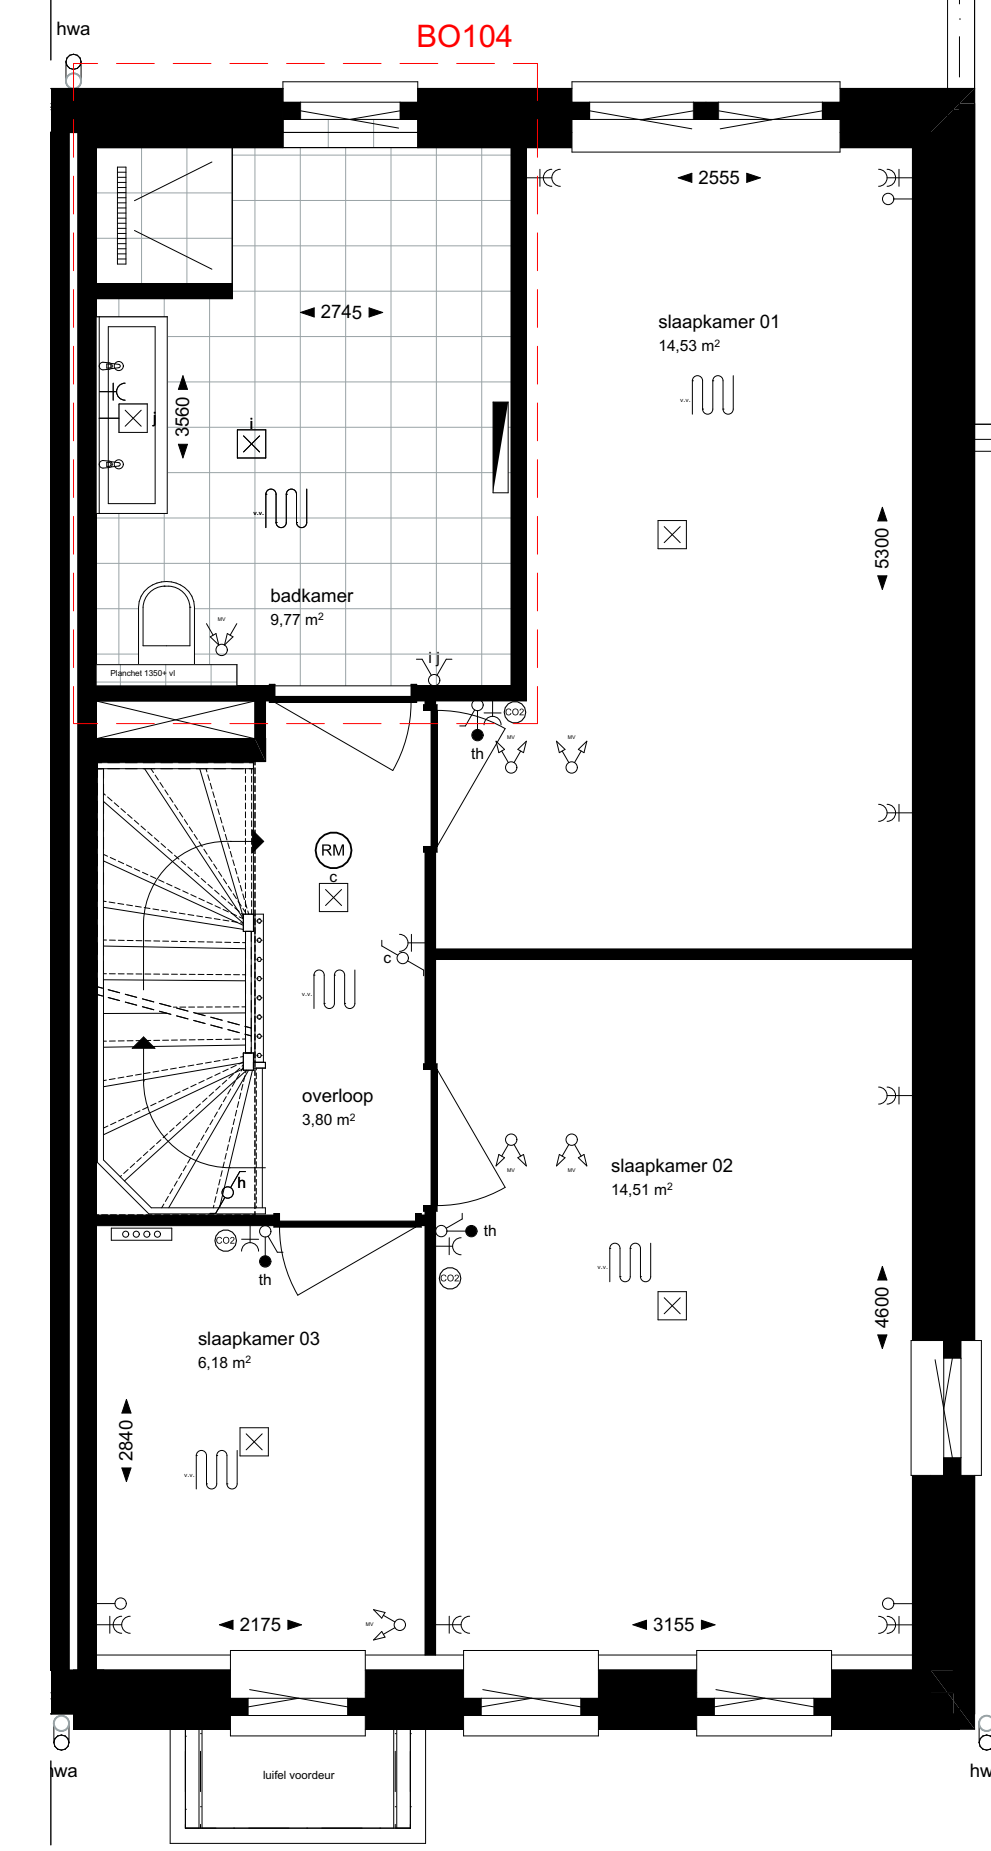 hwa
BO104
2555
2745
slaapkamer 01
14,53 m²
v.v.
3560
j
i
v.v.
5300
badkamer
9,77 m²
MV
Planchet 1350+ vl
i j
CO2
th
MV
MV
RM
c
c
v.v.
overloop
3,80 m²
MV
MV
slaapkamer 02
14,51 m²
h
th
CO2
th
CO2
v.v.
4600
slaapkamer 03
6,18 m²
2840
v.v.
2175
MV
3155
hwa
luifel voordeur
hw